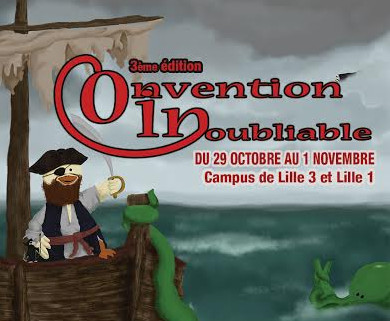 3ème édition
Convention
INoubliable
DU 29 OCTOBRE AU 1 NOVEMBRE
Campus de Lille 3 et Lille 1